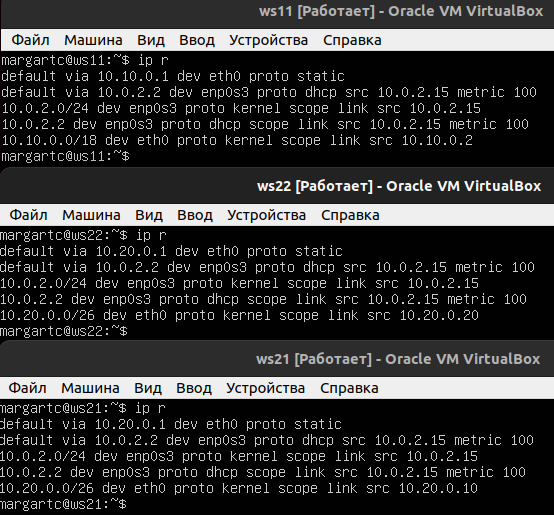 ws11 [Работает] - Oracle VM VirtualBox
Файл Машина Вид Ввод Устройства Справка
margartc@ws11:~$ ip r
default via 10.10.0.1 dev eth0 proto static
default via 10.0.2.2 dev enp0s3 proto dhcp src 10.0.2.15 metric 100
10.0.2.0/24 dev enp0s3 proto kernel scope link src 10.0.2.15
10.0.2.2 dev enp0s3 proto dhcp scope link src 10.0.2.15 metric 100
10.10.0.0/18 dev eth0 proto kernel scope link src 10.10.0.2
margartc@ws11:~$
ws22 [Работает] - Oracle VM VirtualBox
Файл Машина Вид Ввод Устройства Справка
margartc@ws22:~$ ip r
default via 10.20.0.1 dev eth0 proto static
default via 10.0.2.2 dev enp0s3 proto dhcp src 10.0.2.15 metric 100
10.0.2.0/24 dev enp0s3 proto kernel scope link src 10.0.2.15
10.0.2.2 dev enp0s3 proto dhcp scope link src 10.0.2.15 metric 100
10.20.0.0/26 dev eth0 proto kernel scope link src 10.20.0.20
margartc@ws22:~$
ws21 [Работает] - Oracle VM VirtualBox
Файл Машина Вид Ввод Устройства Справка
margartc@ws21:~$ ip r
default via 10.20.0.1 dev eth0 proto static
default via 10.0.2.2 dev enp0s3 proto dhcp src 10.0.2.15 metric 100
10.0.2.0/24 dev enp0s3 proto kernel scope link src 10.0.2.15
10.0.2.2 dev enp0s3 proto dhcp scope link src 10.0.2.15 metric 100
10.20.0.0/26 dev eth0 proto kernel scope link src 10.20.0.10
margartc@ws21:~$